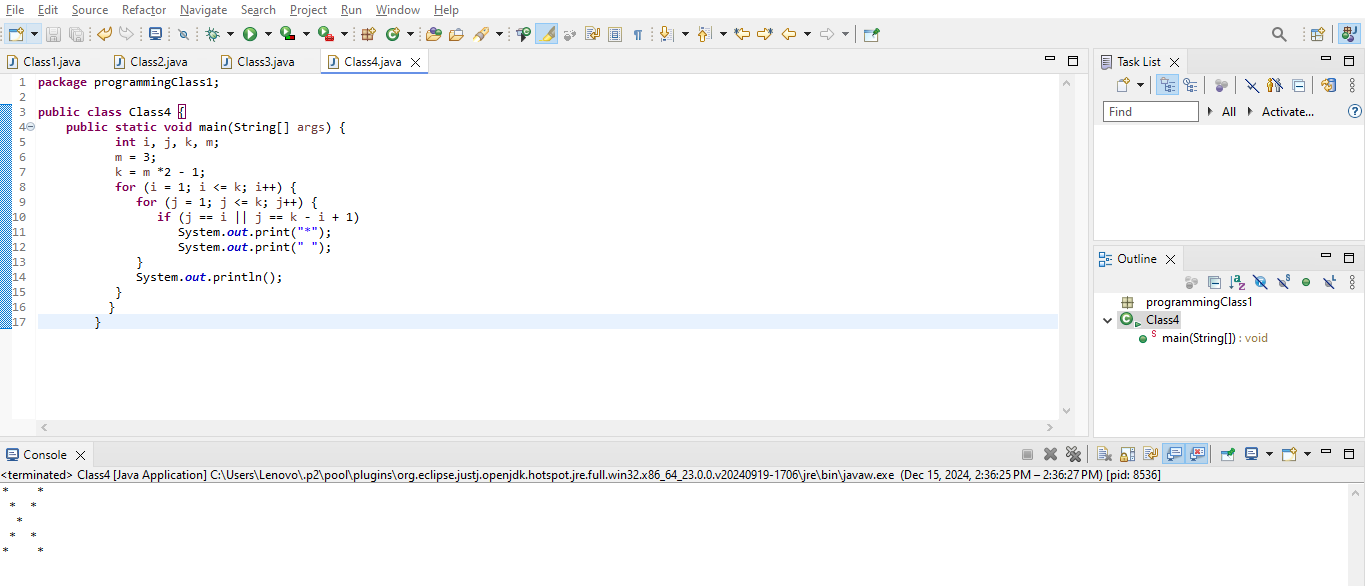 File Edit Source Refactor Navigate Search Project Run Window Help
Class1.java Class2.java Class3.java Class4.java
1 package programmingClass1;
2
3 public class Class4 {
4 public static void main(String[] args) {
5 int i, j, k, m;
6 m = 3;
7 k = m *2 - 1;
8 for (i = 1; i <= k; i++) {
9 for (j = 1; j <= k; j++) {
10 if (j == i || j == k - i + 1)
11 System.out.print("*");
12 System.out.print(" ");
13 }
14 System.out.println();
15 }
16 }
17 }
Task List
Find All Activate...
Outline
programmingClass1
Class4
main(String[]) : void
Console
<terminated> Class4 [Java Application] C:\Users\Lenovo\.p2\pool\plugins\org.eclipse.justj.openjdk.hotspot.jre.full.win32.x86_64_23.0.0.v20240919-1706\jre\bin\javaw.exe (Dec 15, 2024, 2:36:25 PM – 2:36:27 PM) [pid: 8536]
*    *
 *  *
  *
 *  *
*    *